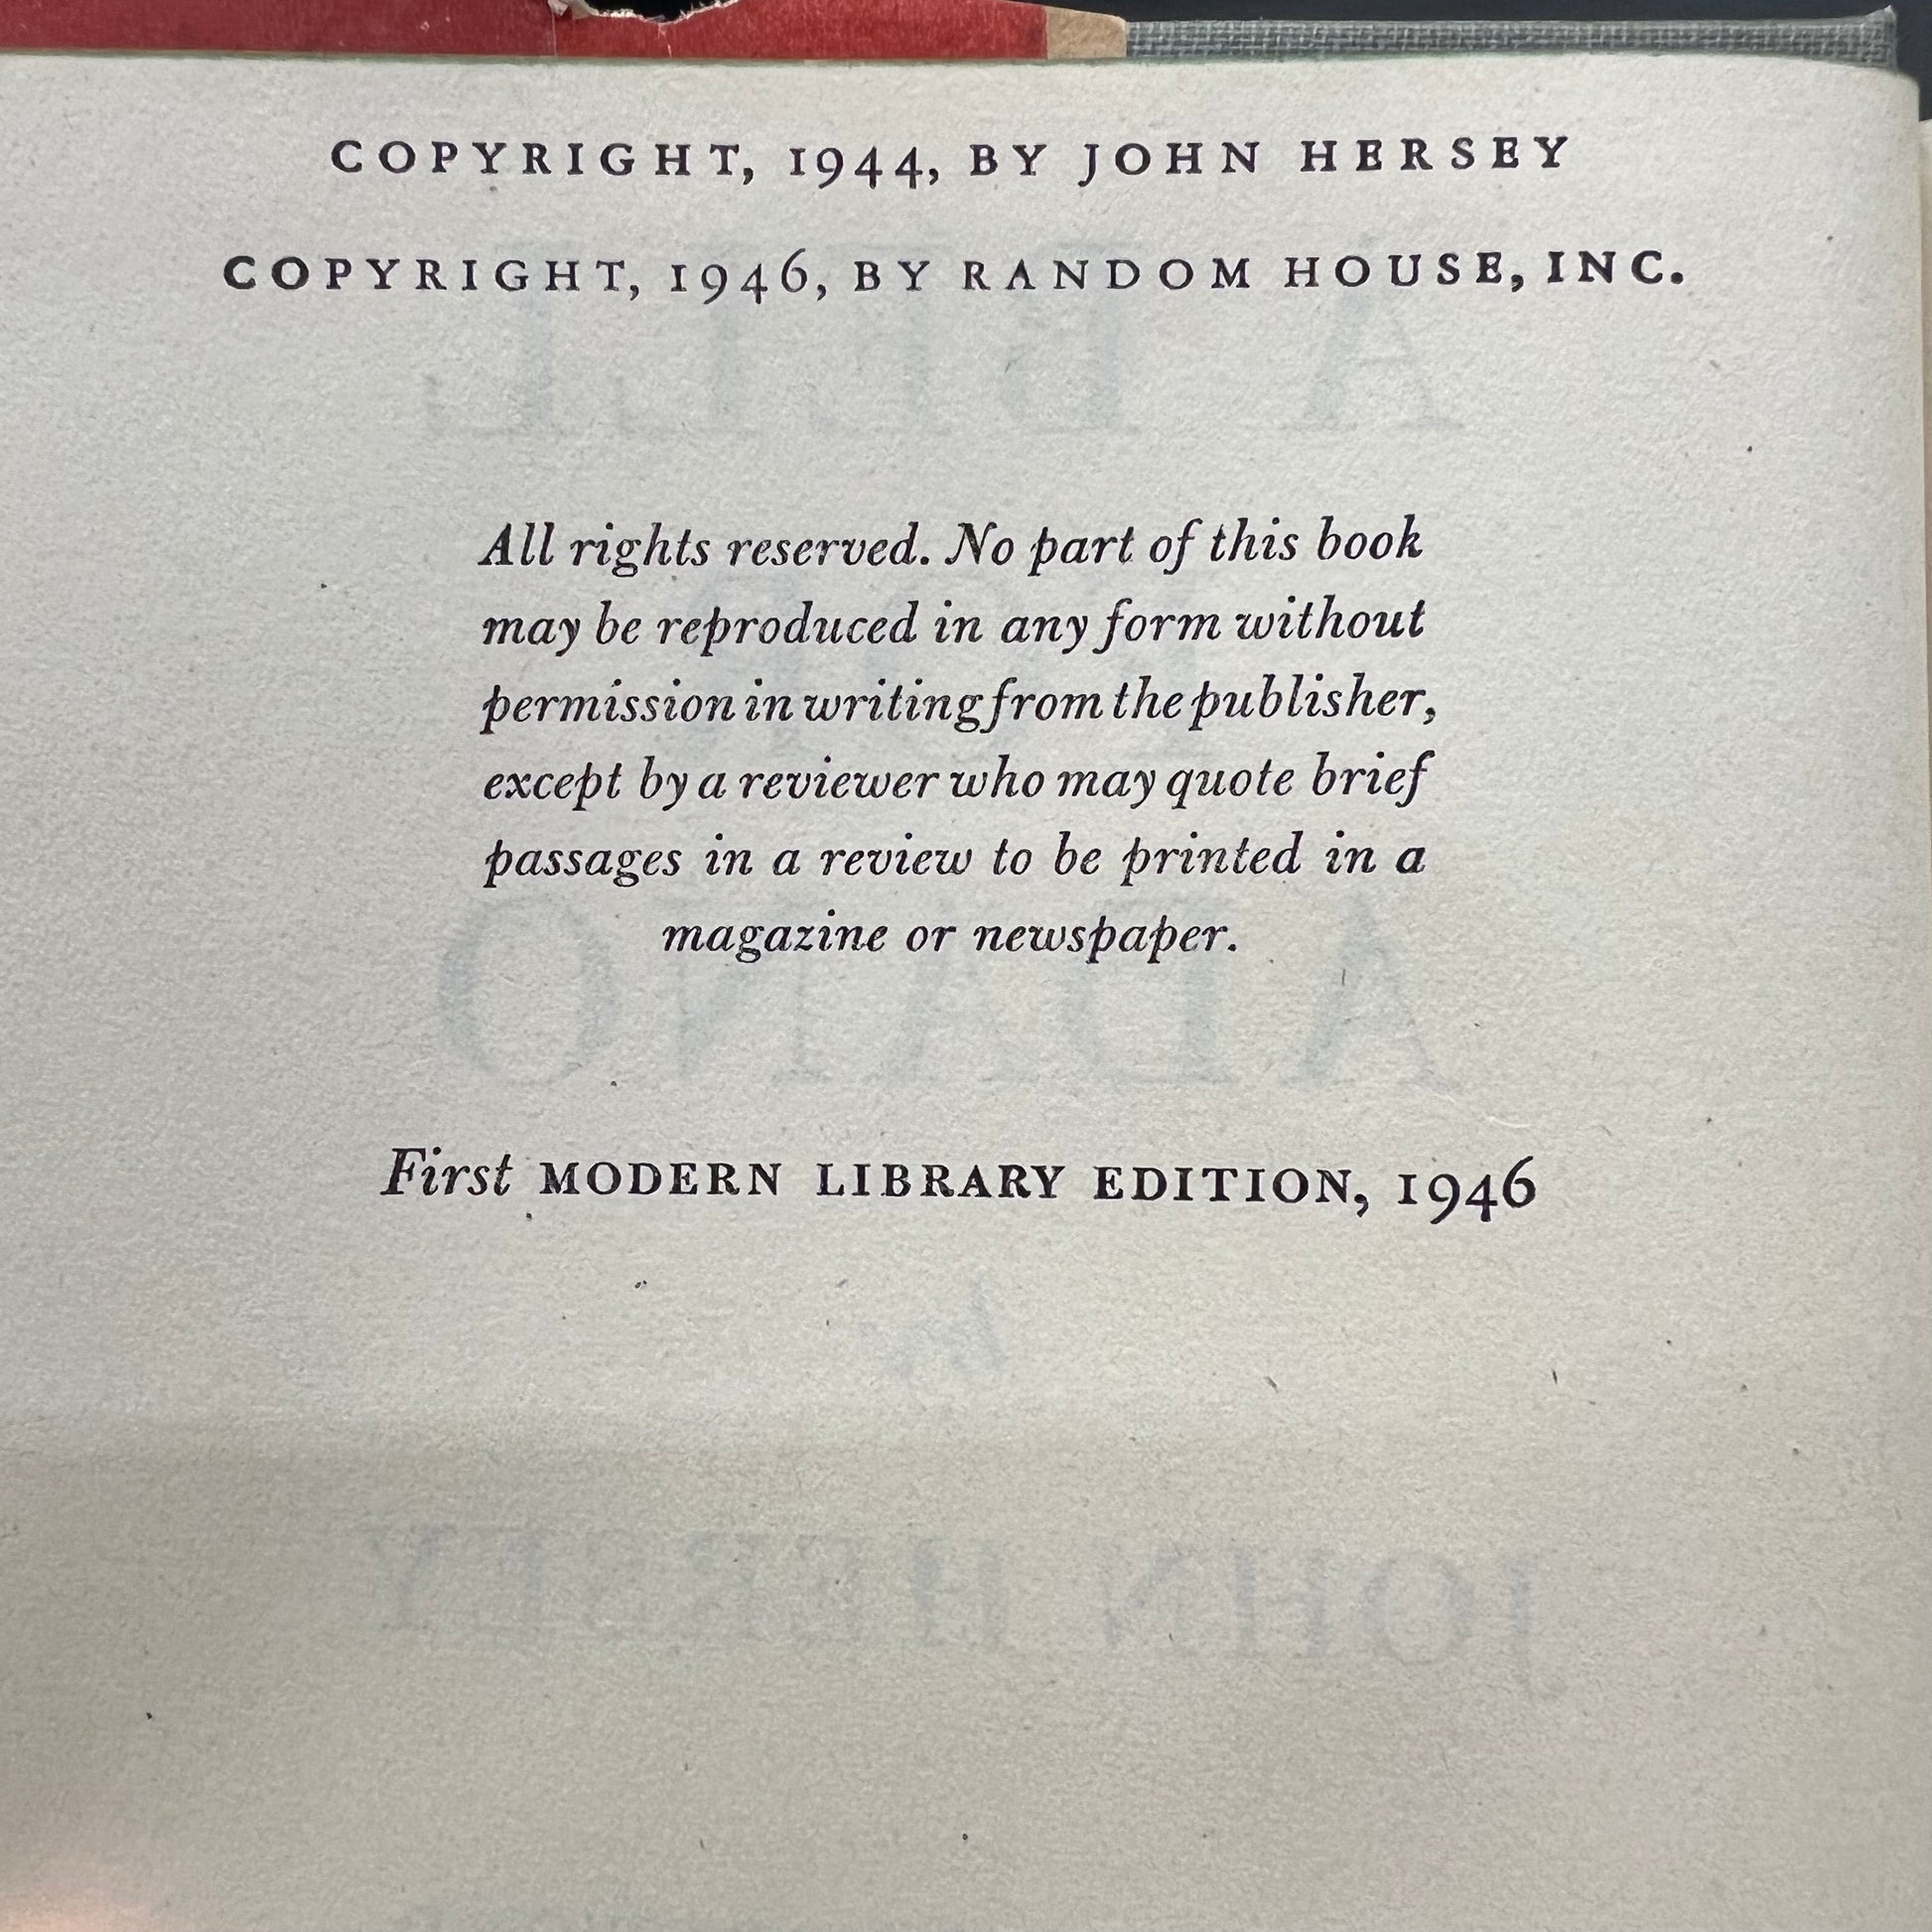 COPYRIGHT, 1944, BY JOHN HERSEY
COPYRIGHT, 1946, BY RANDOM HOUSE, INC.
All rights reserved. No part of this book
may be reproduced in any form without
permission in writing from the publisher,
except by a reviewer who may quote brief
passages in a review to be printed in a
magazine or newspaper.
First MODERN LIBRARY EDITION, 1946